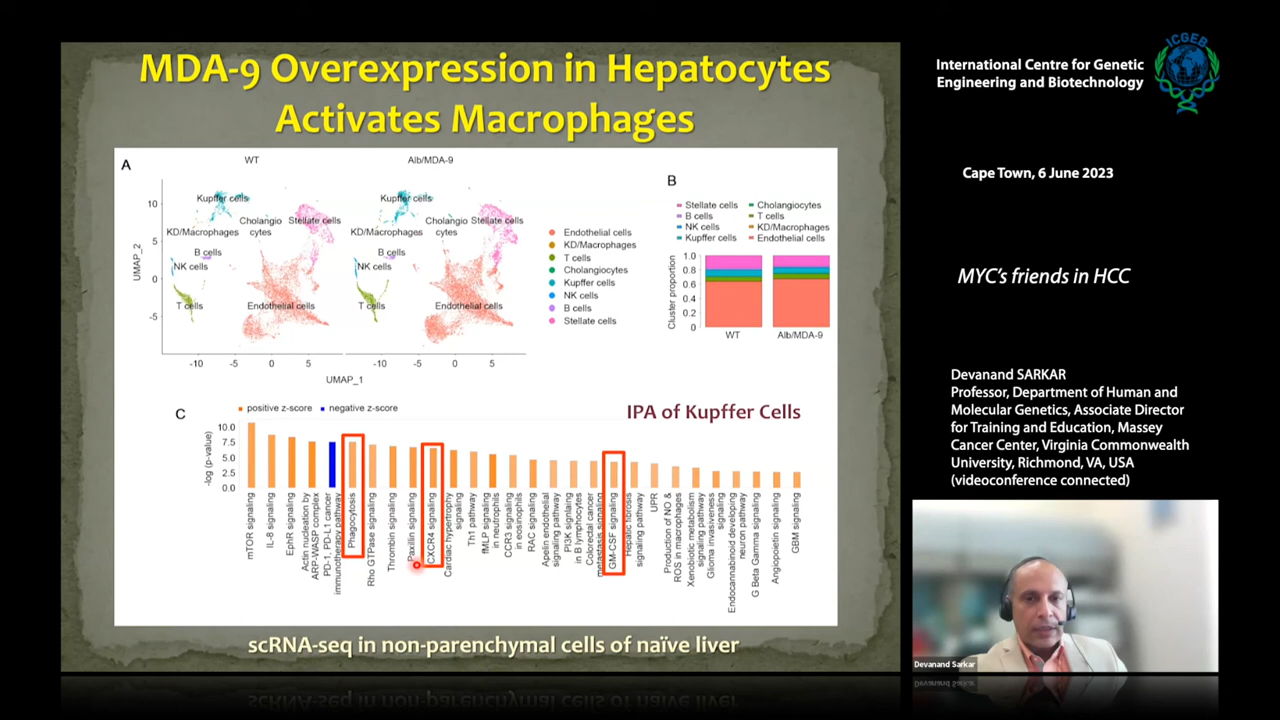 MDA-9 Overexpression in Hepatocytes
Activates Macrophages
A
WT
Alb/MDA-9
Kupffer cells
Stellate cells
Cholangio
cytes
KD/Macrophages
B cells
NK cells
T cells
Endothelial cells
Kupffer cells
Stellate cells
Cholangio
cytes
KD/Macrophages
B cells
NK cells
T cells
Endothelial cells
UMAP_2
10
5
0
-5
-10
-5
0
5
-10
-5
0
5
UMAP_1
Endothelial cells
KD/Macrophages
T cells
Cholangiocytes
Kupffer cells
NK cells
B cells
Stellate cells
B
Stellate cells
B cells
NK cells
Kupffer cells
Cholangiocytes
T cells
KD/Macrophages
Endothelial cells
Cluster proportion
1.0
0.8
0.6
0.4
0.2
0
WT
Alb/MDA-9
C
positive z-score
negative z-score
IPA of Kupffer Cells
-log (p-value)
10.0
7.5
5.0
2.5
0.0
mTOR signaling
IL-8 signaling
EphR signaling
Actin nucleation by
ARP-WASP complex
PD-1, PD-L1 cancer
immunotherapy pathway
Phagocytosis
Rho GTPase signaling
Thrombin signaling
Paxillin signaling
CXCR4 signaling
Cardiac hypertrophy
signaling
Th1 pathway
fMLP signaling
in neutrophils
CCR3 signaling
in eosinophils
RAC signaling
Apelin endothelial
signaling pathway
PI3K signlaing
in B lymphocytes
Colorectal cancer
metastasis signaling
GM-CSF signaling
Hepatic fibrosis
signaling pathway
UPR
Production of NO &
ROS in macrophages
Xenobiotic metabolism
signaling pathway
Glioma invasiveness
signaling
Endocannabinoid developing
neuron pathway
G Beta Gamma signaling
Angiopoietin signaling
GBM signaling
scRNA-seq in non-parenchymal cells of naïve liver
International Centre for Genetic
Engineering and Biotechnology
ICGEB
Cape Town, 6 June 2023
MYC's friends in HCC
Devanand SARKAR
Professor, Department of Human and
Molecular Genetics, Associate Director
for Training and Education, Massey
Cancer Center, Virginia Commonwealth
University, Richmond, VA, USA
(videoconference connected)
Devanand Sarkar